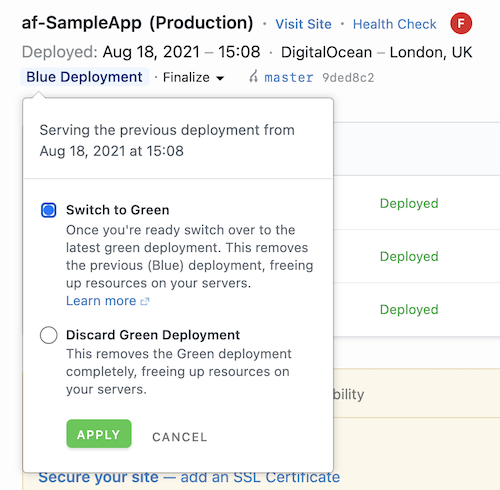 af-SampleApp (Production) · Visit Site · Health Check F
Deployed: Aug 18, 2021 – 15:08 · DigitalOcean – London, UK
Blue Deployment · Finalize master 9ded8c2
Serving the previous deployment from
Aug 18, 2021 at 15:08
Switch to Green
Once you're ready switch over to the
latest green deployment. This removes
the previous (Blue) deployment, freeing
up resources on your servers.
Learn more
Deployed
Deployed
Deployed
Discard Green Deployment
This removes the Green deployment
completely, freeing up resources on
your servers.
bility
APPLY CANCEL
Secure your site — add an SSL Certificate